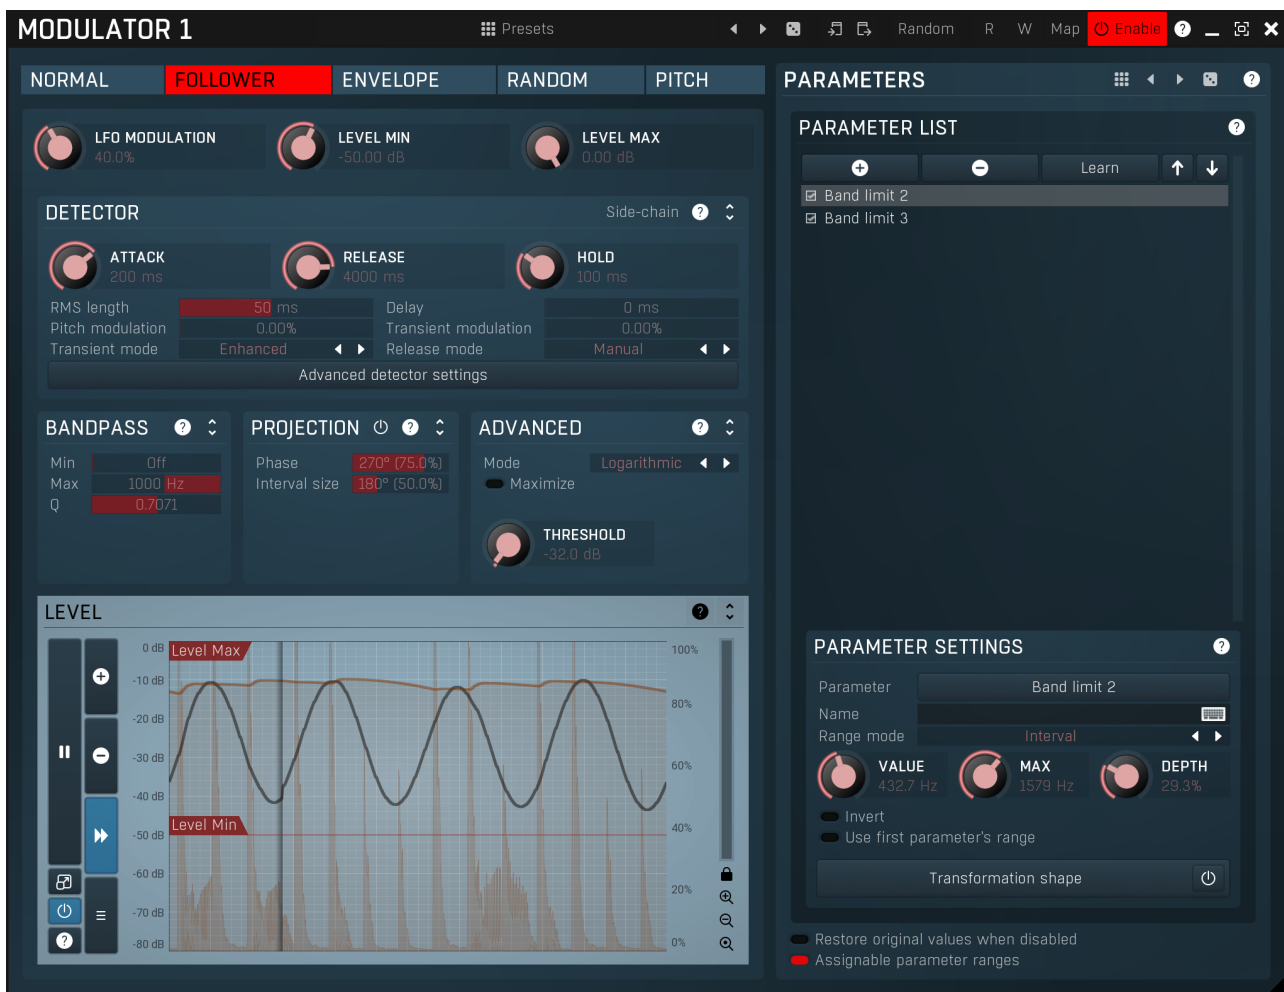 MODULATOR 1
Presets
Random R W Map Enable ?
NORMAL FOLLOWER ENVELOPE RANDOM PITCH
LFO MODULATION
40.0%
LEVEL MIN
-50.00 dB
LEVEL MAX
0.00 dB
DETECTOR
Side-chain ?
ATTACK
200 ms
RELEASE
4000 ms
HOLD
100 ms
RMS length 50 ms Delay 0 ms
Pitch modulation 0.00% Transient modulation 0.00%
Transient mode Enhanced Release mode Manual
Advanced detector settings
BANDPASS ?
Min Off
Max 1000 Hz
Q 0.7071
PROJECTION ?
Phase 270° (75.0%)
Interval size 180° (50.0%)
ADVANCED ?
Mode Logarithmic
Maximize
THRESHOLD
-32.0 dB
LEVEL ?
0 dB
-10 dB
-20 dB
-30 dB
-40 dB
-50 dB
-60 dB
-70 dB
-80 dB
Level Max
Level Min
100%
80%
60%
40%
20%
0%
?
PARAMETERS ?
PARAMETER LIST ?
Learn
Band limit 2
Band limit 3
PARAMETER SETTINGS ?
Parameter Band limit 2
Name
Range mode Interval
VALUE
432.7 Hz
MAX
1579 Hz
DEPTH
29.3%
Invert
Use first parameter's range
Transformation shape
Restore original values when disabled
Assignable parameter ranges